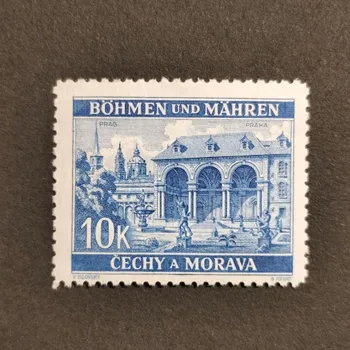 BÖHMEN UND MÄHREN
PRAG PRAHA
10K
ČECHY A MORAVA